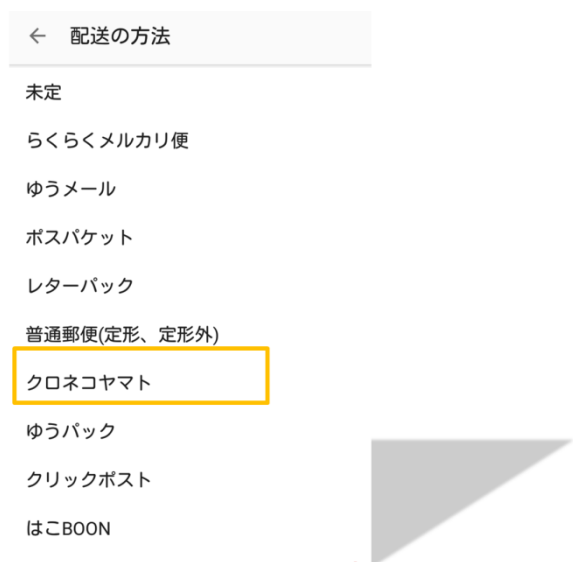 ← 配送の方法
未定
らくらくメルカリ便
ゆうメール
ポスパケット
レターパック
普通郵便(定形、定形外)
クロネコヤマト
ゆうパック
クリックポスト
はこBOON